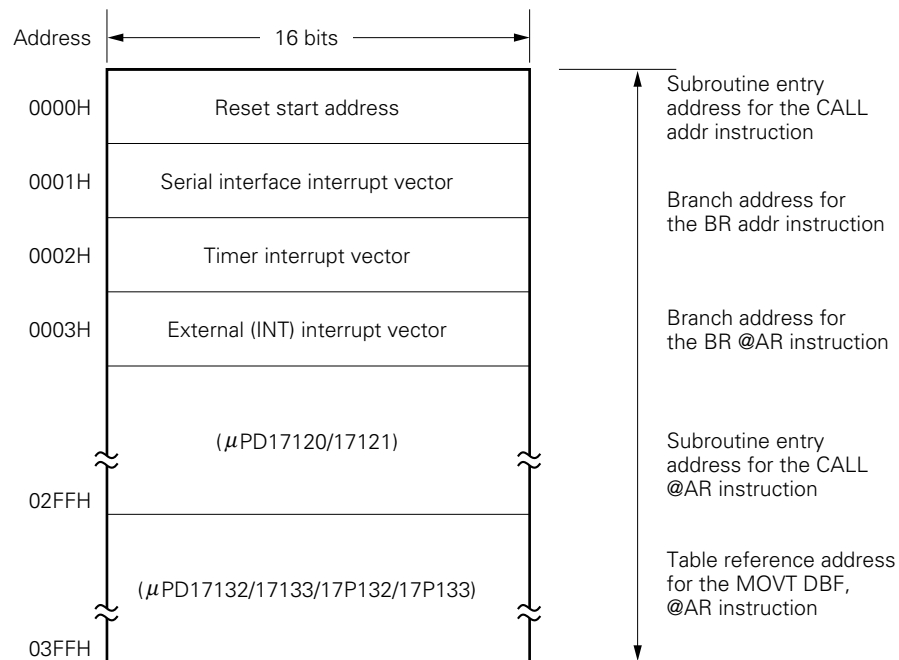 Address
16 bits
0000H
Reset start address
0001H
Serial interface interrupt vector
0002H
Timer interrupt vector
0003H
External (INT) interrupt vector
(μPD17120/17121)
02FFH
(μPD17132/17133/17P132/17P133)
03FFH
Subroutine entry
address for the CALL
addr instruction
Branch address for
the BR addr instruction
Branch address for
the BR @AR instruction
Subroutine entry
address for the CALL
@AR instruction
Table reference address
for the MOVT DBF,
@AR instruction